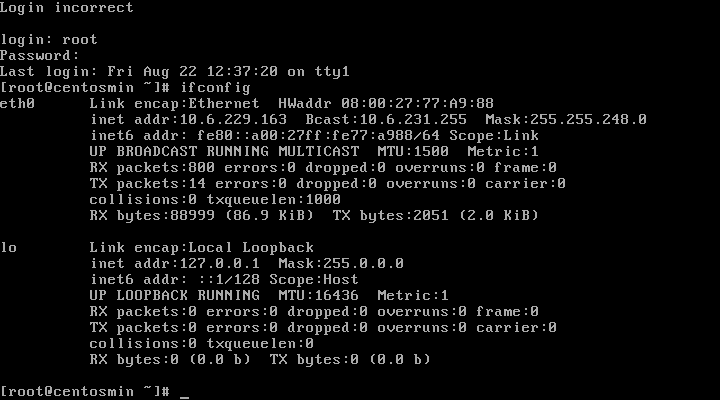 Login incorrect
login: root
Password:
Last login: Fri Aug 22 12:37:20 on tty1
[root@centosmin ~]# ifconfig
eth0      Link encap:Ethernet  HWaddr 08:00:27:77:A9:88
          inet addr:10.6.229.163  Bcast:10.6.231.255  Mask:255.255.248.0
          inet6 addr: fe80::a00:27ff:fe77:a988/64 Scope:Link
          UP BROADCAST RUNNING MULTICAST  MTU:1500  Metric:1
          RX packets:800 errors:0 dropped:0 overruns:0 frame:0
          TX packets:14 errors:0 dropped:0 overruns:0 carrier:0
          collisions:0 txqueuelen:1000
          RX bytes:88999 (86.9 KiB)  TX bytes:2051 (2.0 KiB)
lo        Link encap:Local Loopback
          inet addr:127.0.0.1  Mask:255.0.0.0
          inet6 addr: ::1/128 Scope:Host
          UP LOOPBACK RUNNING  MTU:16436  Metric:1
          RX packets:0 errors:0 dropped:0 overruns:0 frame:0
          TX packets:0 errors:0 dropped:0 overruns:0 carrier:0
          collisions:0 txqueuelen:0
          RX bytes:0 (0.0 b)  TX bytes:0 (0.0 b)
[root@centosmin ~]# _